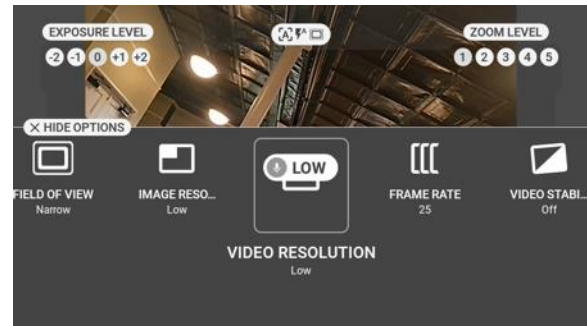 EXPOSURE LEVEL
-2 -1 0 +1 +2
A A
ZOOM LEVEL
1 2 3 4 5
HIDE OPTIONS
FIELD OF VIEW
Narrow
IMAGE RESO...
Low
LOW
VIDEO RESOLUTION
Low
FRAME RATE
25
VIDEO STABI...
Off